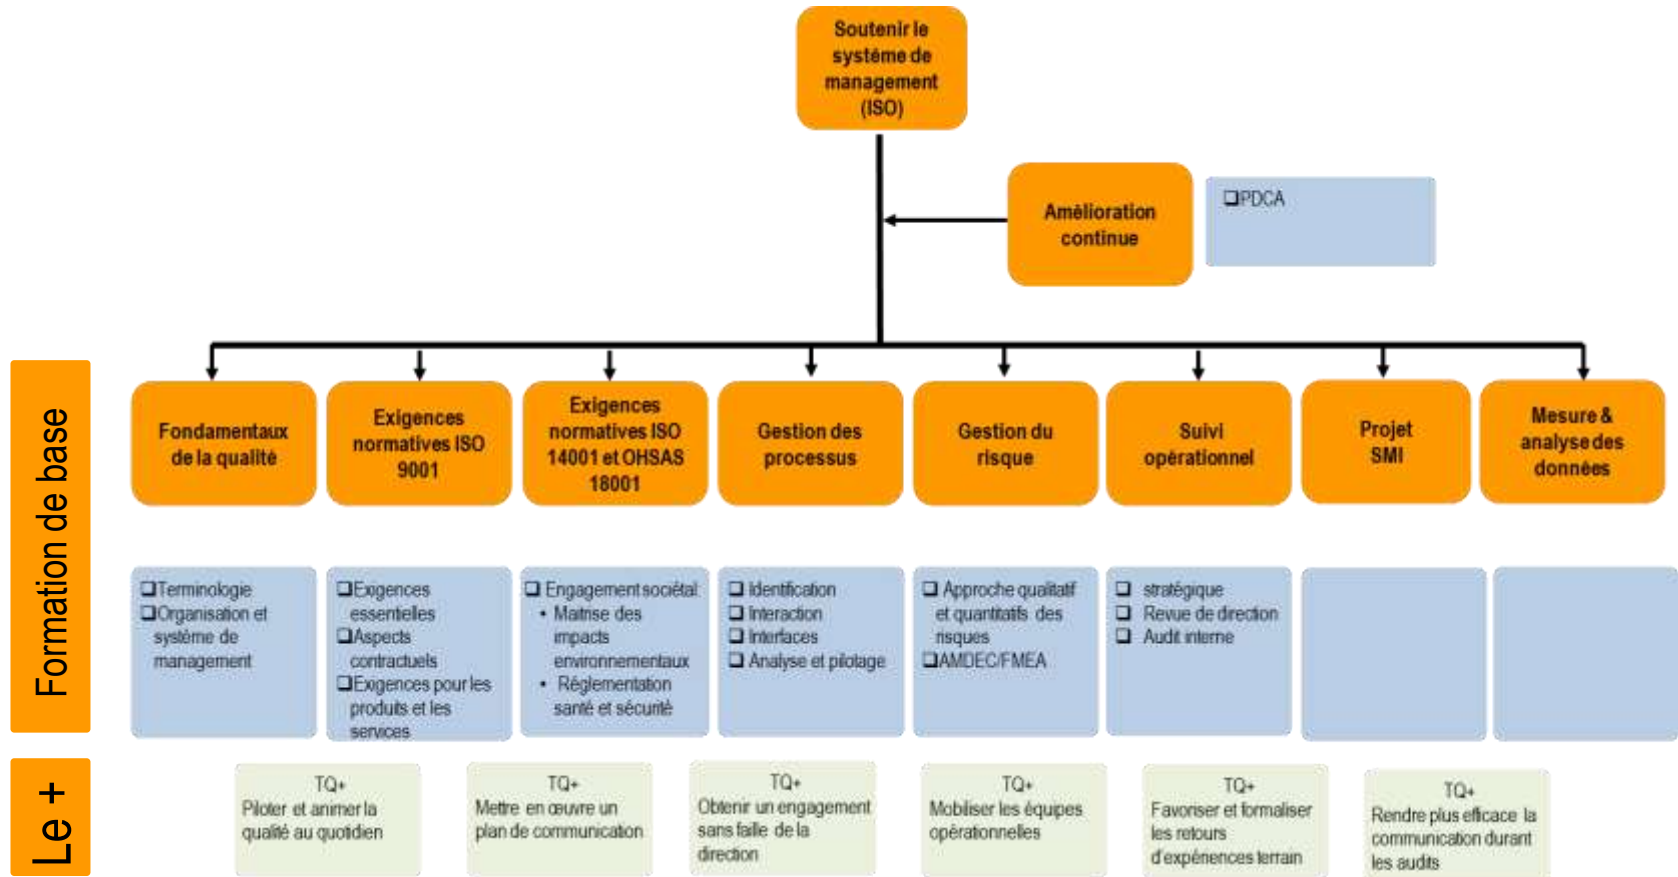 Soutenir le
système de
management
(ISO)
Amélioration
continue
❑PDCA
Formation de base
Fondamentaux
de la qualité
Exigences
normatives ISO
9001
Exigences
normatives ISO
14001 et OHSAS
18001
Gestion des
processus
Gestion du
risque
Suivi
opérationnel
Projet
SMI
Mesure &
analyse des
données
❑Terminologie
❑Organisation et
système de
management
❑Exigences
essentielles
❑Aspects
contractuels
❑Exigences pour les
produits et les
services
❑ Engagement sociétal
• Maitrise des
impacts
environnementaux
• Réglementation
santé et sécurité
❑ Identification
❑ Interaction
❑ Interfaces
❑ Analyse et pilotage
❑ Approche qualitatif
et quantitifs des
risques
❑AMDEC/FMEA
❑ stratégique
❑ Revue de direction
❑ Audit interne
Le +
TQ+
Piloter et animer la
qualité au quotidien
TQ+
Mettre en œuvre un
plan de communication
TQ+
Obtenir un engagement
sans faille de la
direction
TQ+
Mobiliser les équipes
opérationnelles
TQ+
Favoriser et formaliser
les retours
d'expériences terrain
TQ+
Rendre plus efficace la
communication durant
les audits